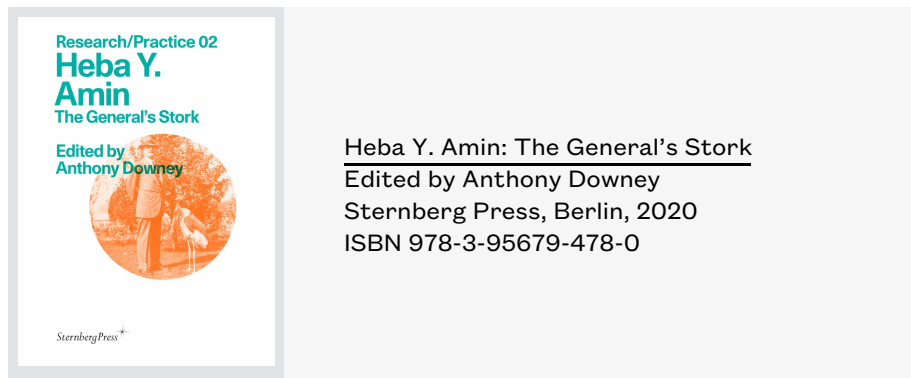 Research/Practice 02
Heba Y.
Amin
The General's Stork
Edited by
Anthony Downey
SternbergPress
Heba Y. Amin: The General's Stork
Edited by Anthony Downey
Sternberg Press, Berlin, 2020
ISBN 978-3-95679-478-0